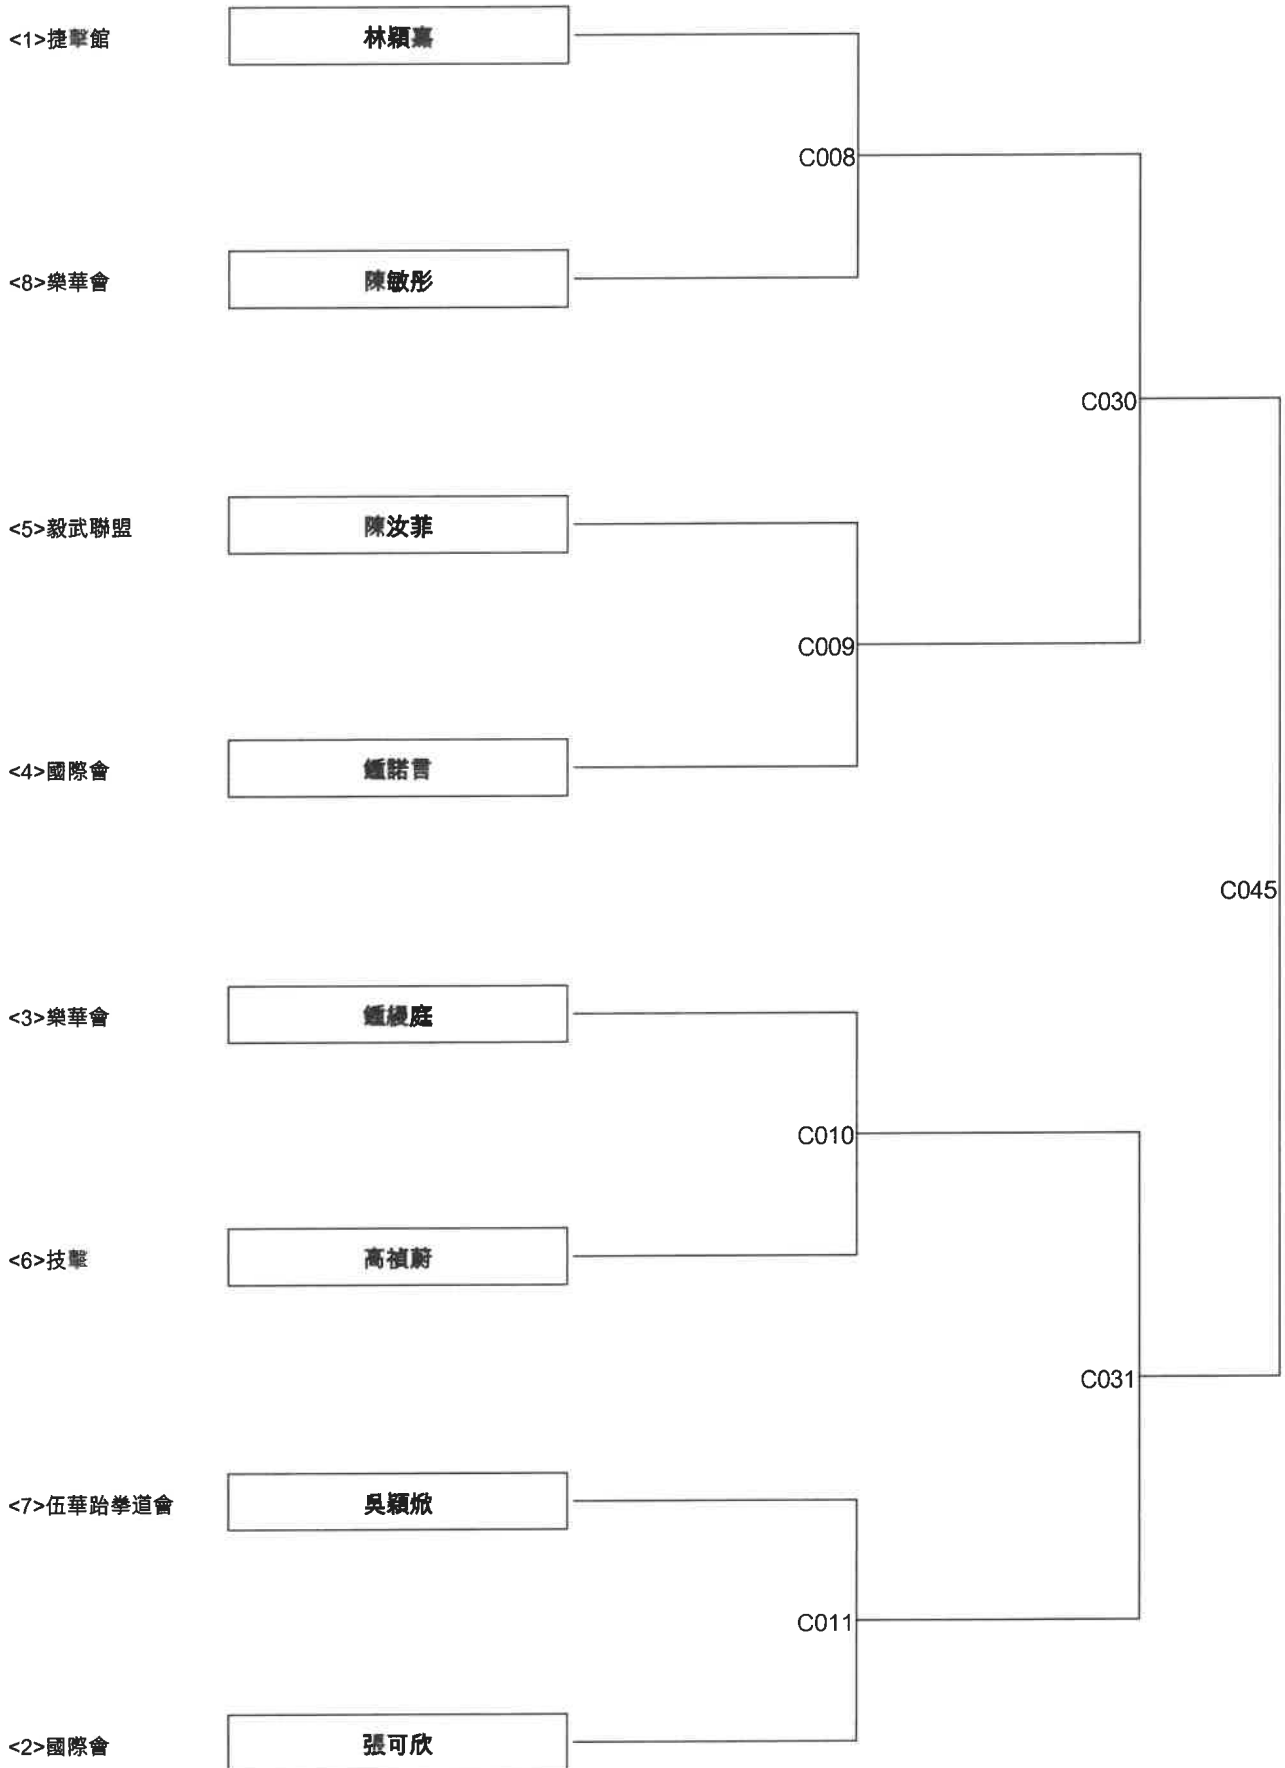 <1>捷擊館 林穎嘉
C008
<8>樂華會 陳敏彤
C030
<5>毅武聯盟 陳汝菲
C009
<4>國際會 鍾諾言
C045
<3>樂華會 庭
C010
<6>技擊 高禎蔚
C031
<7>伍華跆拳道會 吳穎焮
C011
<2>國際會 張可欣